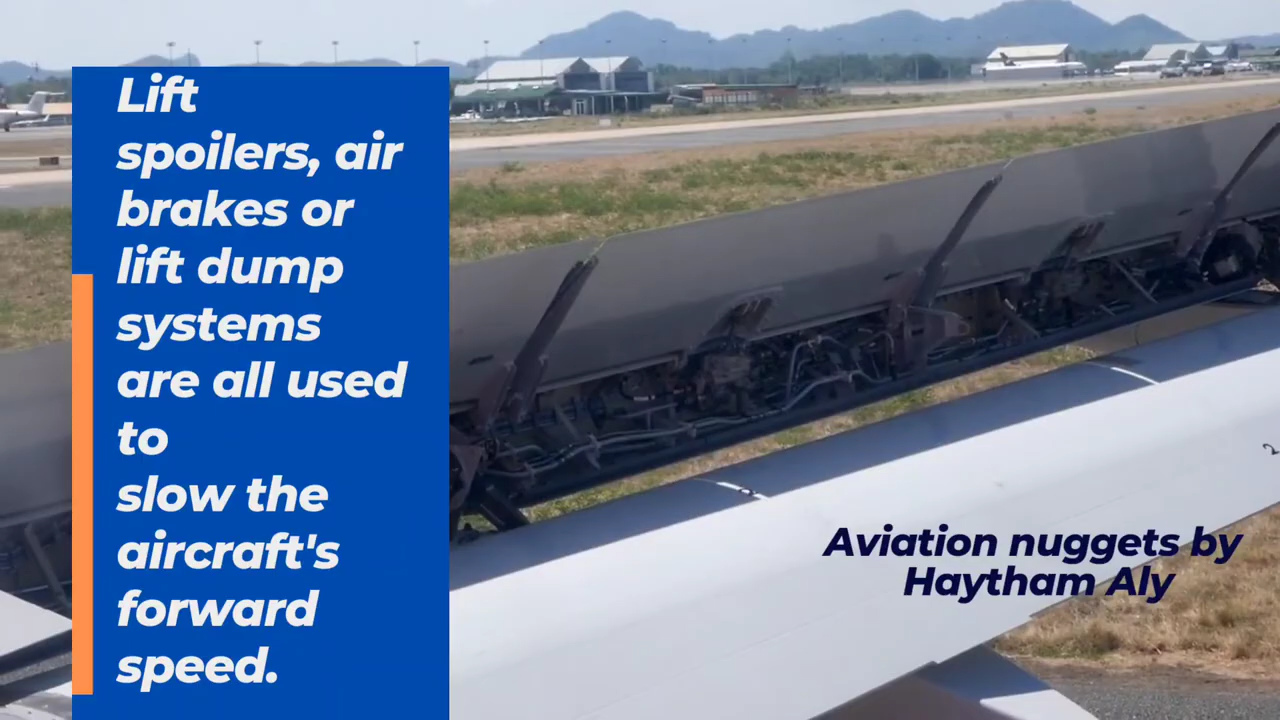 Lift
spoilers, air
brakes or
lift dump
systems
are all used
to
slow the
aircraft's
forward
speed.
Aviation nuggets by
Haytham Aly